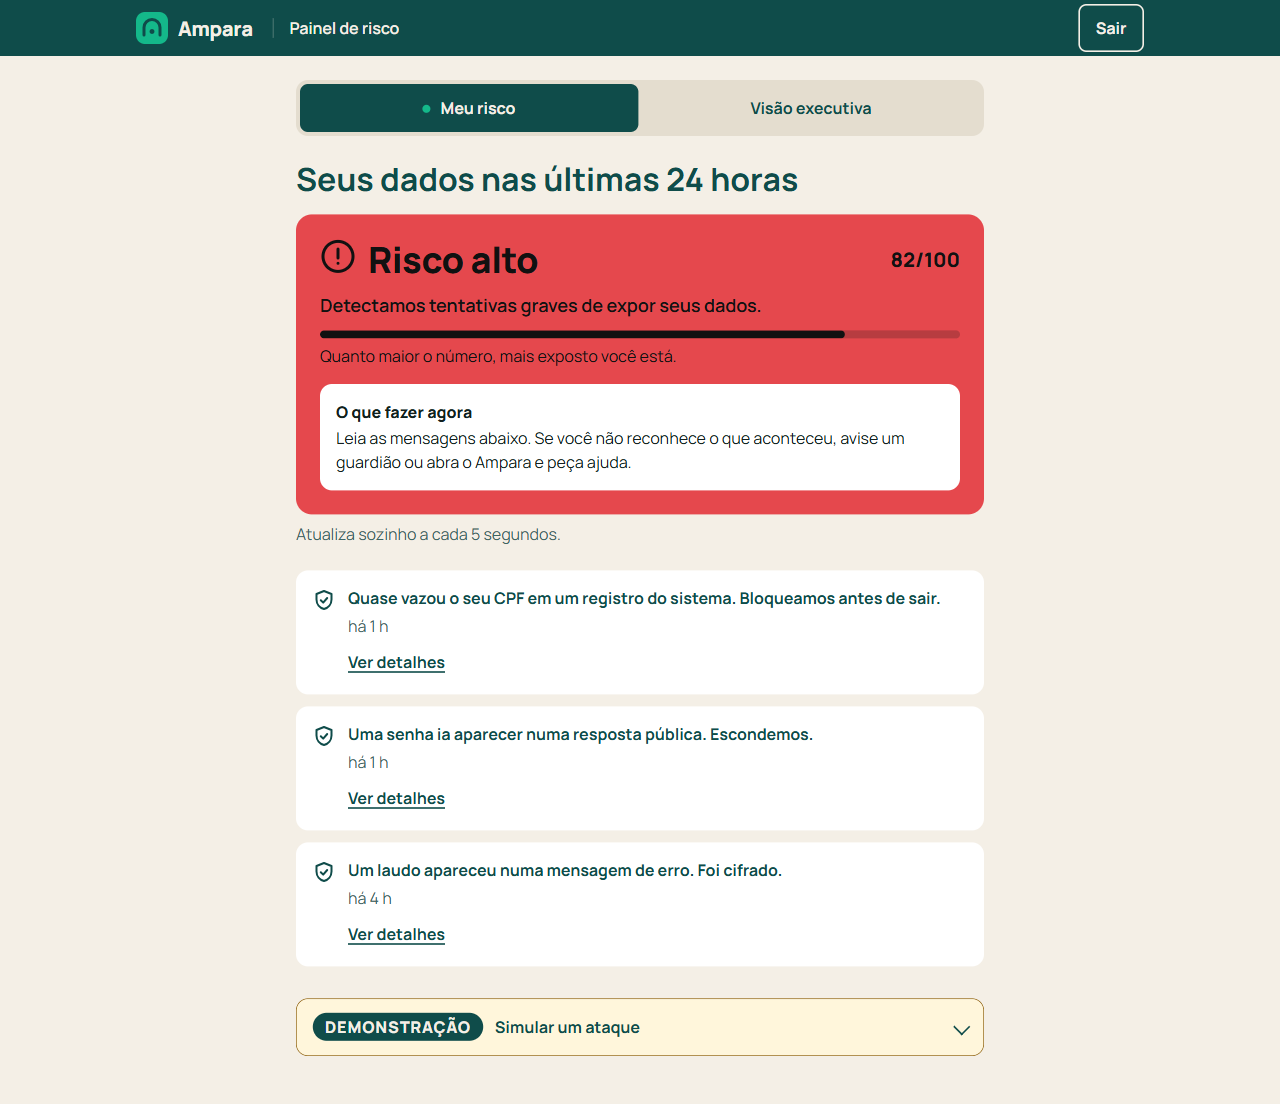 Ampara
Painel de risco
Sair
Meu risco
Visão executiva
Seus dados nas últimas 24 horas
Risco alto
82/100
Detectamos tentativas graves de expor seus dados.
Quanto maior o número, mais exposto você está.
O que fazer agora
Leia as mensagens abaixo. Se você não reconhece o que aconteceu, avise um
guardião ou abra o Ampara e peça ajuda.
Atualiza sozinho a cada 5 segundos.
Quase vazou o seu CPF em um registro do sistema. Bloqueamos antes de sair.
há 1 h
Ver detalhes
Uma senha ia aparecer numa resposta pública. Escondemos.
há 1 h
Ver detalhes
Um laudo apareceu numa mensagem de erro. Foi cifrado.
há 4 h
Ver detalhes
DEMONSTRAÇÃO
Simular um ataque